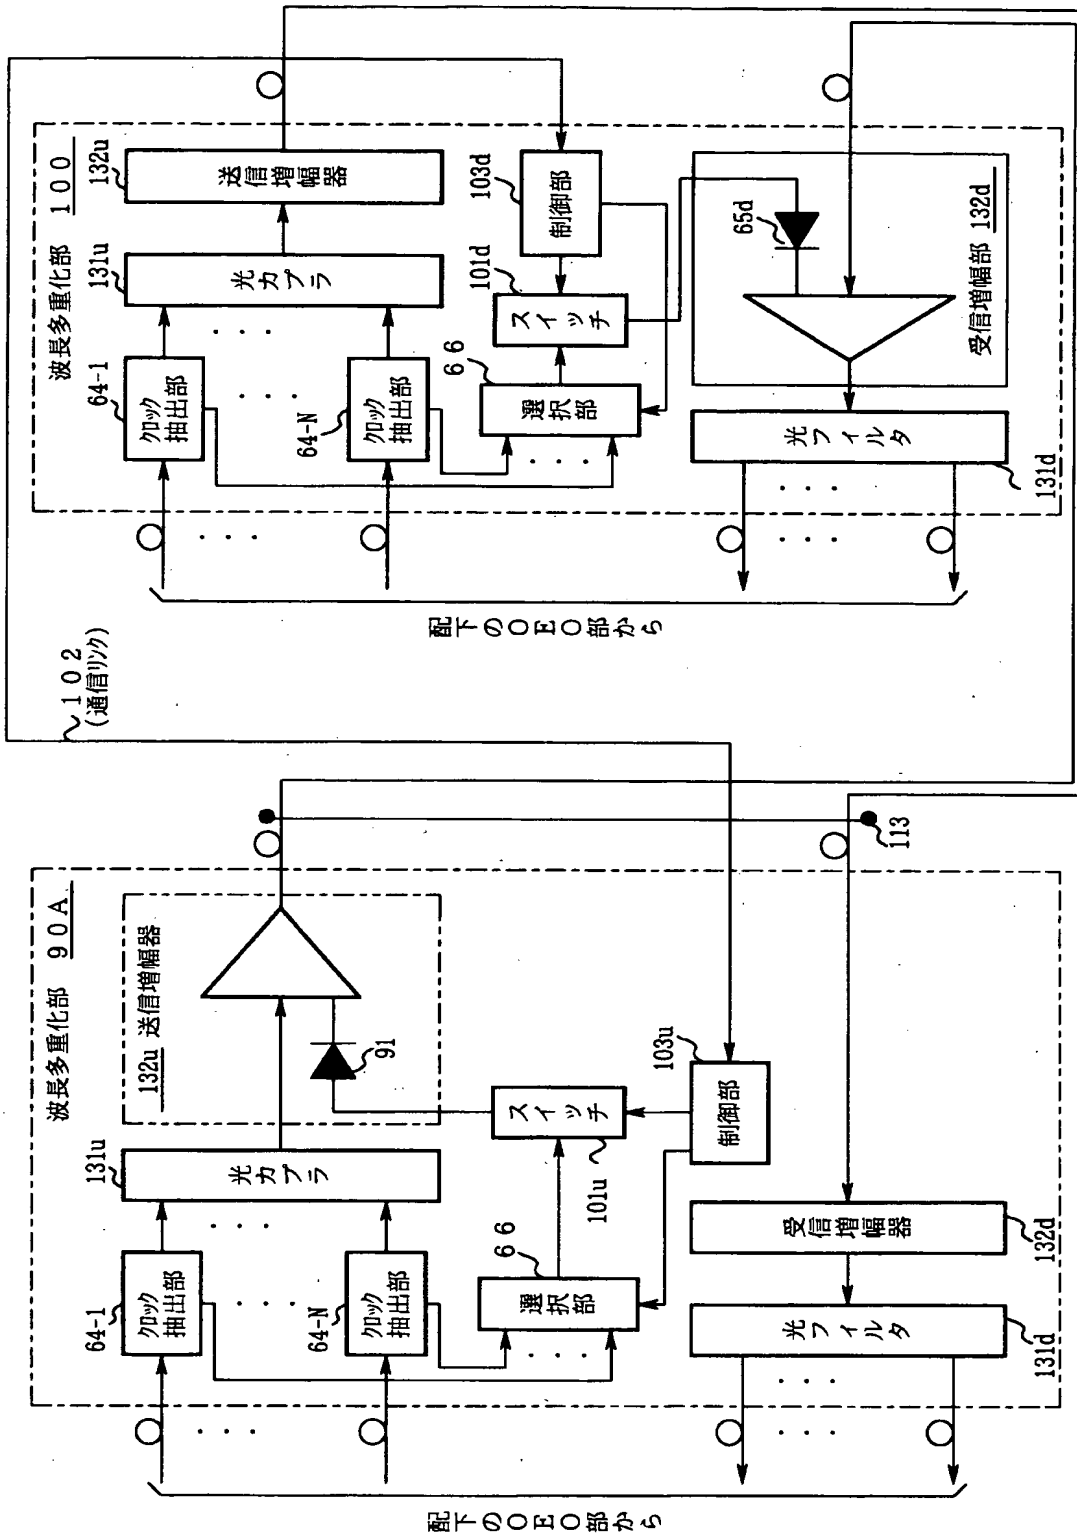 波長多重化部 90A
64-1
クロック
抽出部
64-N
クロック
抽出部
131u
光カプラ
132u 送信増幅器
91
66
選択部
スイッチ
101u
103u
制御部
受信増幅器
132d
光フィルタ
131d
113
配下のOEO部から
102
(通信リンク)
波長多重化部 100
64-1
クロック
抽出部
64-N
クロック
抽出部
131u
光カプラ
132u
送信増幅器
66
選択部
101d
スイッチ
103d
制御部
65d
受信増幅部 132d
光フィルタ
131d
配下のOEO部から